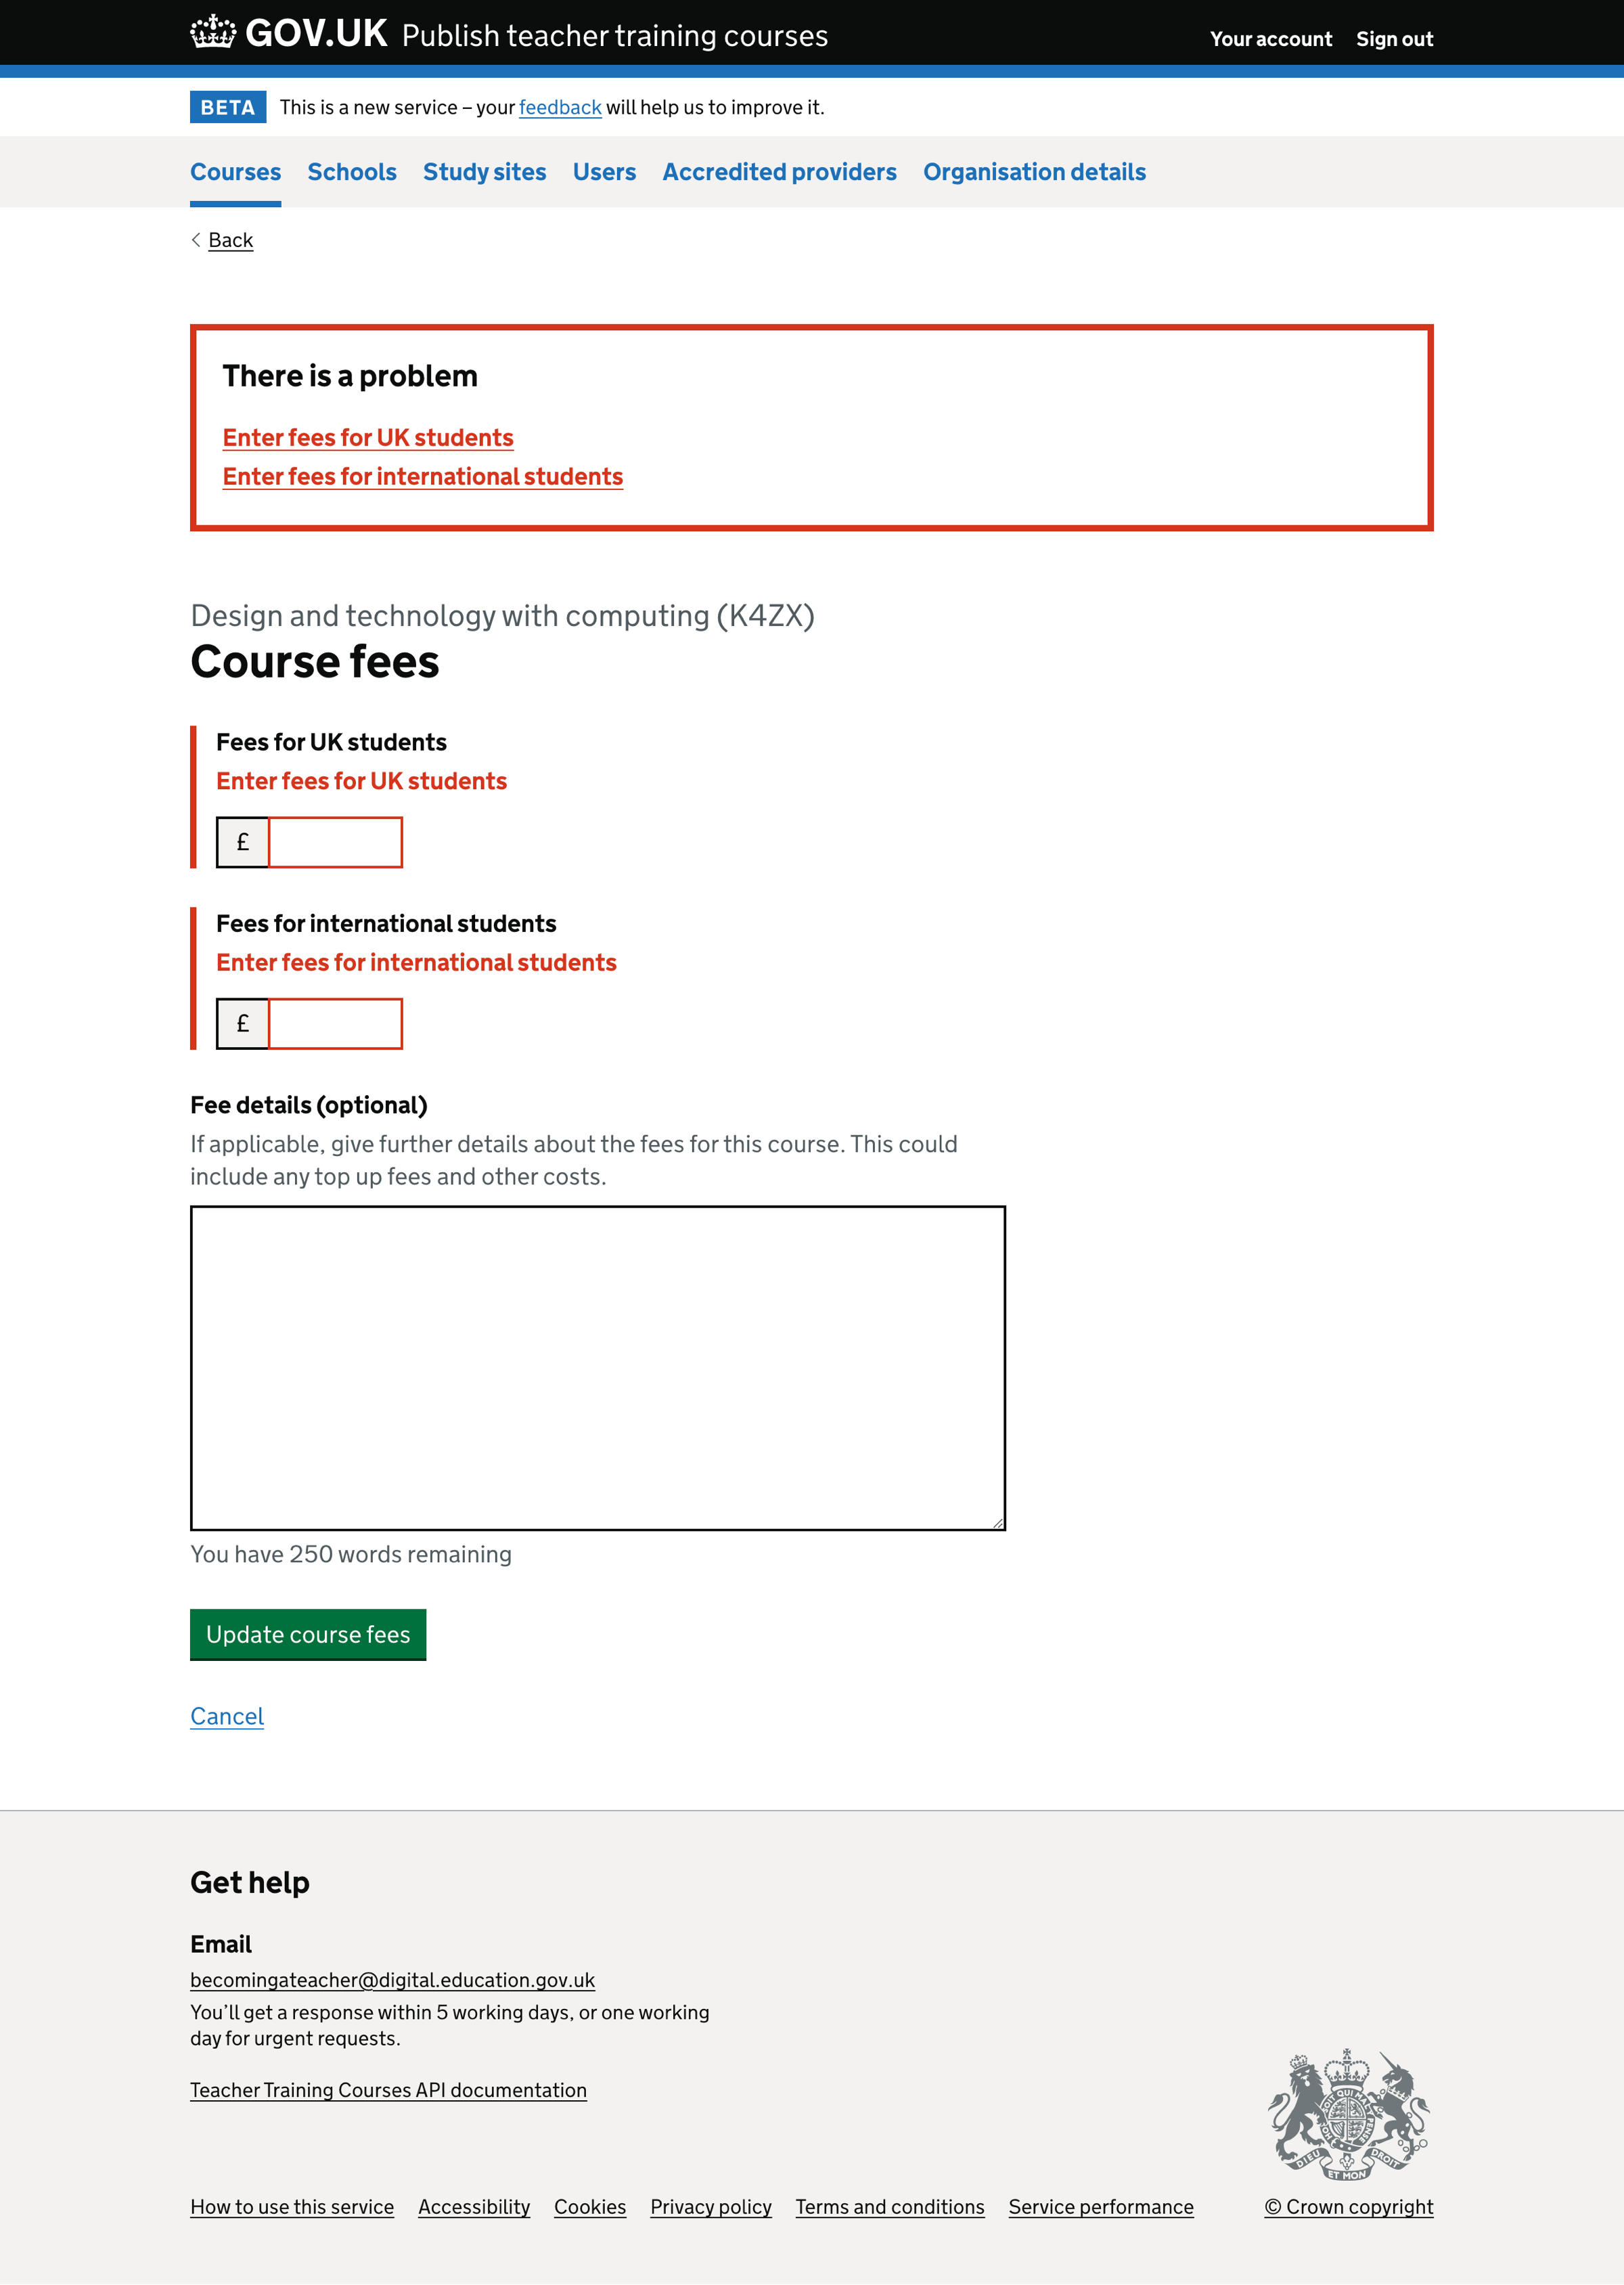 GOV.UK Publish teacher training courses Your account Sign out
BETA This is a new service – your feedback will help us to improve it.
Courses Schools Study sites Users Accredited providers Organisation details
Back
There is a problem
Enter fees for UK students
Enter fees for international students
Design and technology with computing (K4ZX)
Course fees
Fees for UK students
Enter fees for UK students
£
Fees for international students
Enter fees for international students
£
Fee details (optional)
If applicable, give further details about the fees for this course. This could
include any top up fees and other costs.
You have 250 words remaining
Update course fees
Cancel
Get help
Email
becomingateacher@digital.education.gov.uk
You’ll get a response within 5 working days, or one working
day for urgent requests.
Teacher Training Courses API documentation
DIEU ET MON DROIT
How to use this service Accessibility Cookies Privacy policy Terms and conditions Service performance © Crown copyright